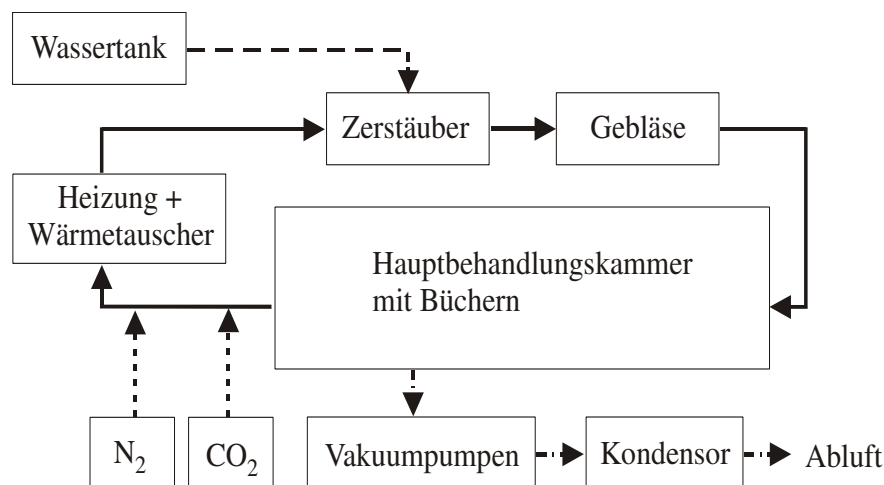 Wassertank
Zerstäuber
Gebläse
Heizung +
Wärmetauscher
Hauptbehandlungskammer
mit Büchern
N₂
CO₂
Vakuumpumpen
Kondensor
Abluft